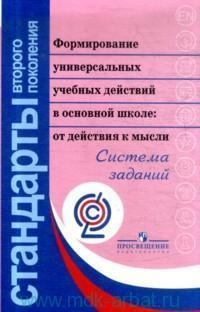 стандарты
второго
поколения
Формирование
универсальных
учебных действий
в основной школе:
от действия к мысли
Система
заданий
ПРОСВЕЩЕНИЕ
ИЗДАТЕЛЬСТВО
www.mdk-arbat.ru